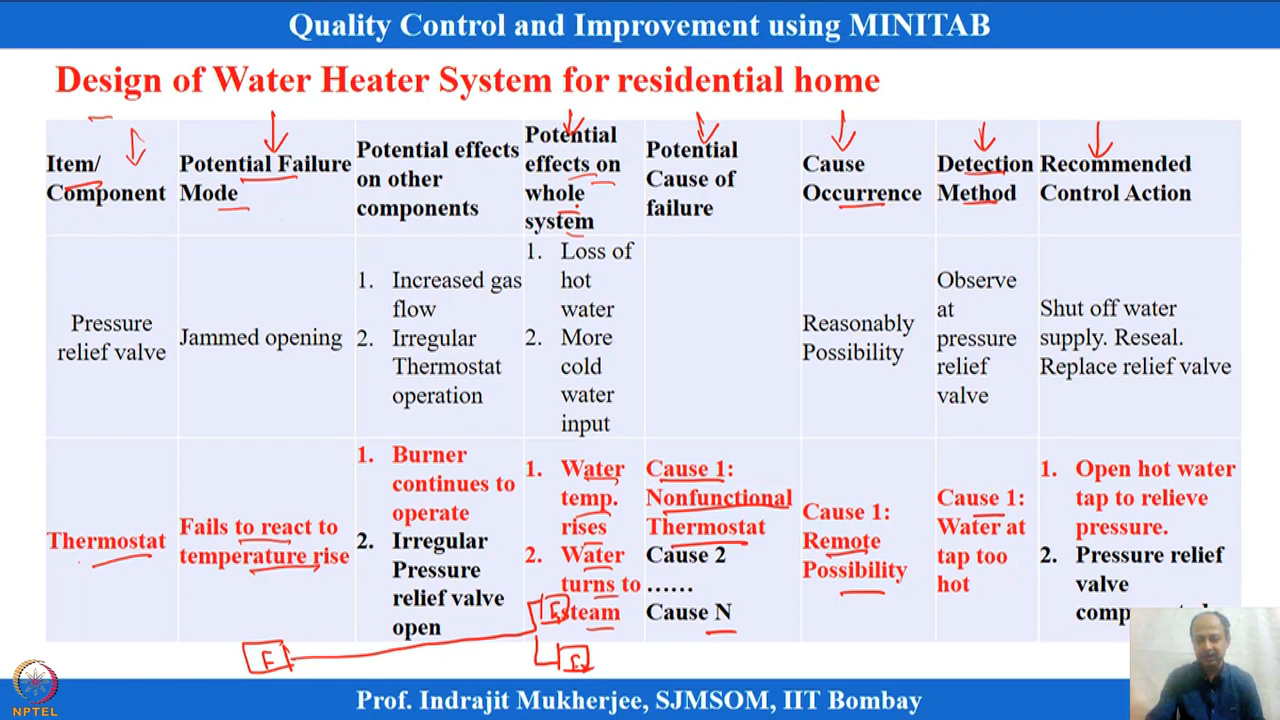 Quality Control and Improvement using MINITAB
Design of Water Heater System for residential home
Item/
Component
Potential Failure
Mode
Potential effects
on other
components
Potential
effects on
whole
system
Potential
Cause of
failure
Cause
Occurrence
Detection
Method
Recommended
Control Action
Pressure
relief valve
Jammed opening
1. Increased gas
flow
2. Irregular
Thermostat
operation
1. Loss of
hot
water
2. More
cold
water
input
Reasonably
Possibility
Observe
at
pressure
relief
valve
Shut off water
supply. Reseal.
Replace relief valve
Thermostat
Fails to react to
temperature rise
1. Burner
continues to
operate
2. Irregular
Pressure
relief valve
open
1. Water
temp.
rises
2. Water
turns to
steam
Cause 1:
Nonfunctional
Thermostat
Cause 2
……
Cause N
Cause 1:
Remote
Possibility
Cause 1:
Water at
tap too
hot
1. Open hot water
tap to relieve
pressure.
2. Pressure relief
valve
F
NPTEL
Prof. Indrajit Mukherjee, SJMSOM, IIT Bombay